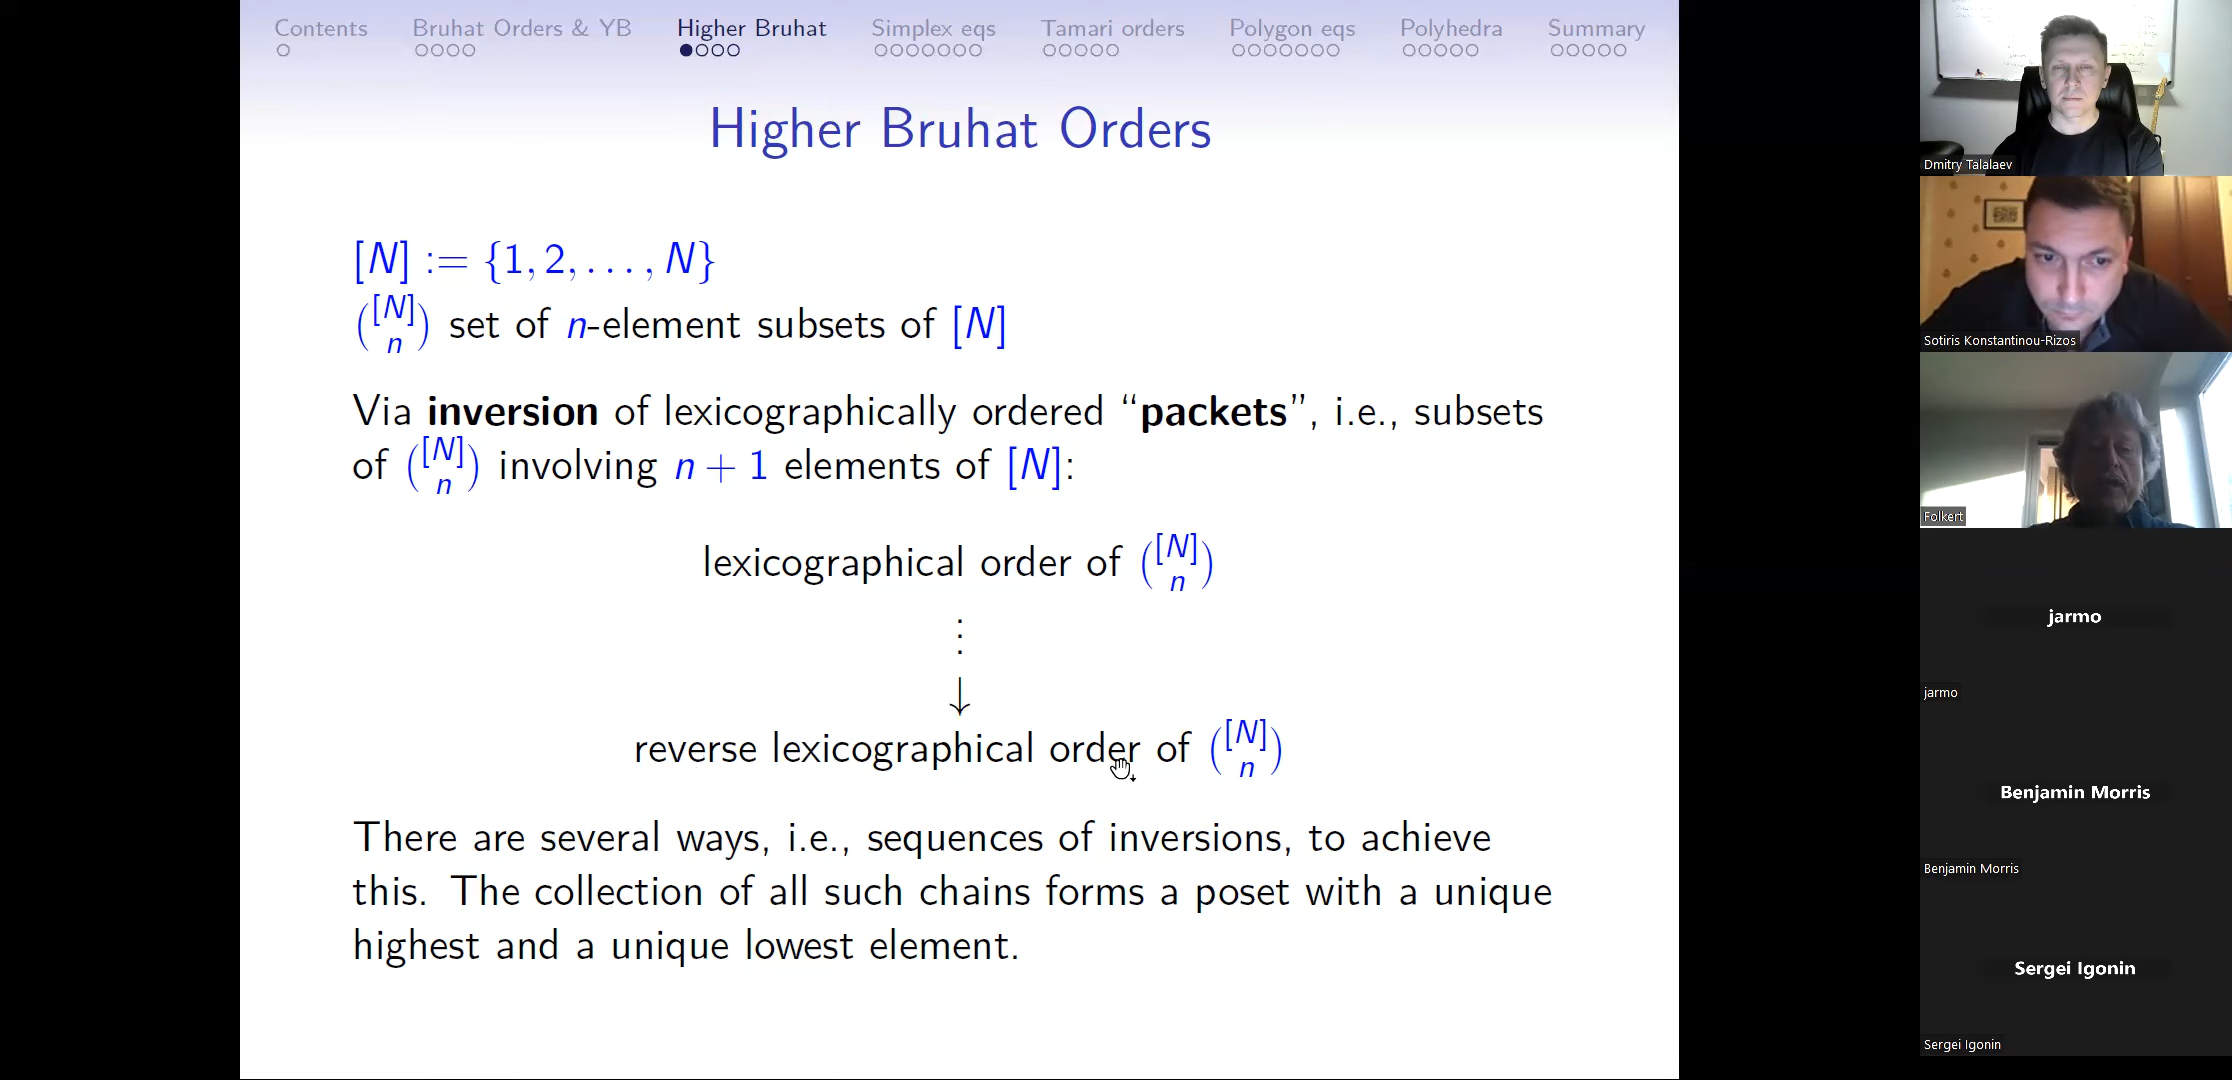 Contents Bruhat Orders & YB Higher Bruhat Simplex eqs Tamari orders Polygon eqs Polyhedra Summary
Higher Bruhat Orders
[N] := {1, 2, . . . , N}
([N] n) set of n-element subsets of [N]
Via inversion of lexicographically ordered “packets”, i.e., subsets
of ([N] n) involving n + 1 elements of [N]:
lexicographical order of ([N] n)
⋮
↓
reverse lexicographical order of ([N] n)
There are several ways, i.e., sequences of inversions, to achieve
this. The collection of all such chains forms a poset with a unique
highest and a unique lowest element.
Dmitry Talalaev
Sotiris Konstantinou-Rizos
Folkert
jarmo
jarmo
Benjamin Morris
Benjamin Morris
Sergei Igonin
Sergei Igonin